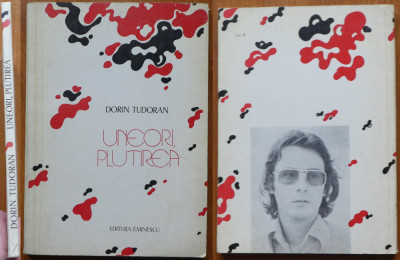 DORIN TUDORAN UNEORI, PLUTIREA
DORIN TUDORAN
UNEORI,
PLUTIREA
EDITURA EMINESCU